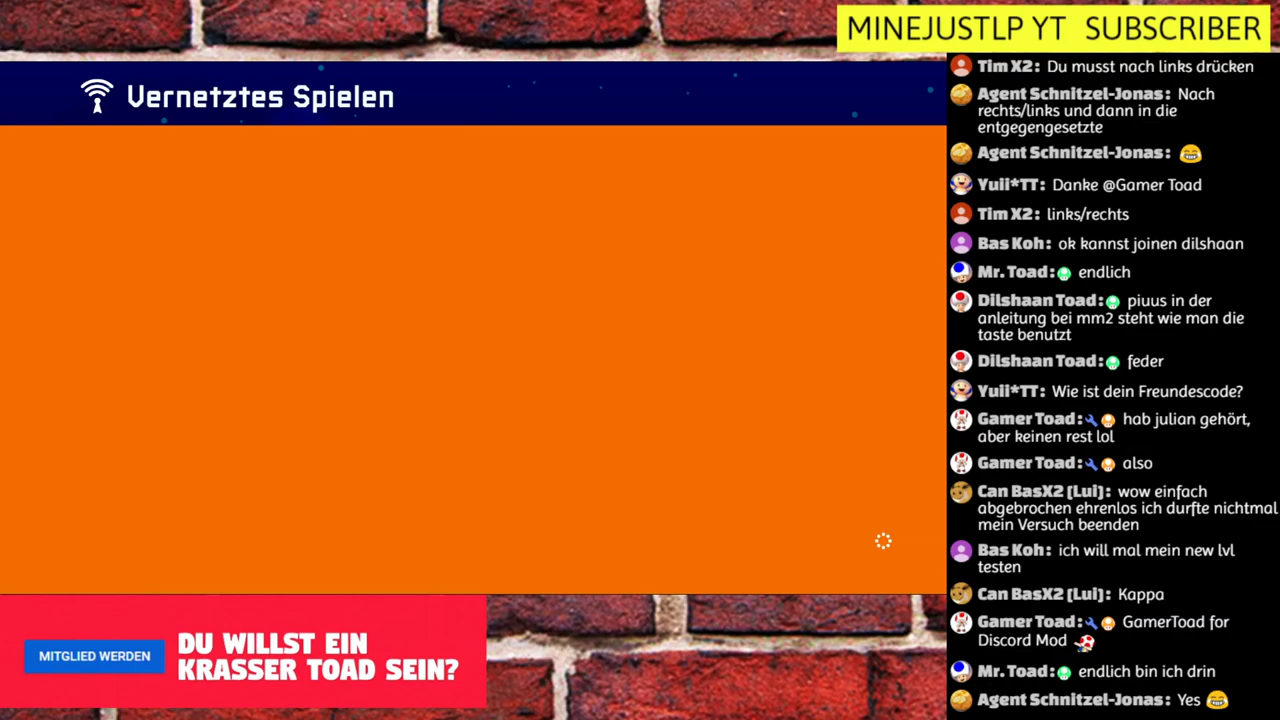 MINEJUSTLP YT SUBSCRIBER
Vernetztes Spielen
Tim X2: Du musst nach links drücken
Agent Schnitzel-Jonas: Nach
rechts/links und dann in die
entgegengesetzte
Agent Schnitzel-Jonas: 😂
Yuii*TT: Danke @Gamer Toad
Tim X2: links/rechts
Bas Koh: ok kannst joinen dilshaan
Mr. Toad: endlich
Dilshaan Toad: piuus in der
anleitung bei mm2 steht wie man die
taste benutzt
Dilshaan Toad: feder
Yuii*TT: Wie ist dein Freundescode?
Gamer Toad: hab julian gehört,
aber keinen rest lol
Gamer Toad: also
Can BasX2 [Lui]: wow einfach
abgebrochen ehrenlos ich durfte nichtmal
mein Versuch beenden
Bas Koh: ich will mal mein new lvl
testen
Can BasX2 [Lui]: Kappa
Gamer Toad: GamerToad for
Discord Mod
Mr. Toad: endlich bin ich drin
Agent Schnitzel-Jonas: Yes 😂
MITGLIED WERDEN
DU WILLST EIN
KRASSER TOAD SEIN?